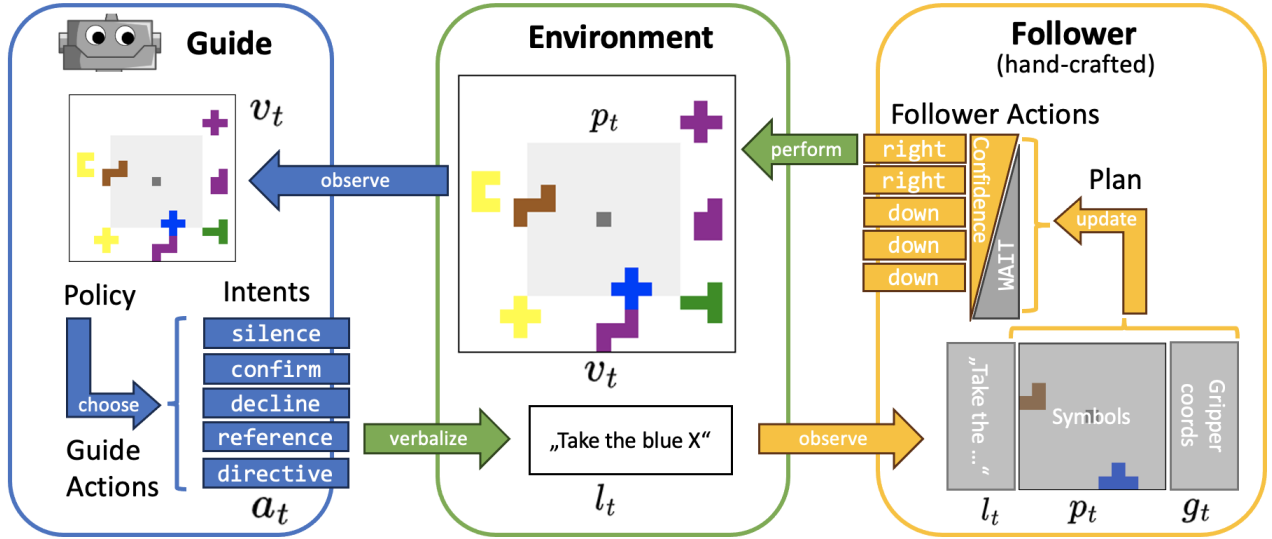 Guide
v_t
observe
Policy
choose
Guide
Actions
Intents
silence
confirm
decline
reference
directive
a_t
verbalize
Environment
p_t
v_t
„Take the blue X“
l_t
perform
observe
Follower
(hand-crafted)
Follower Actions
right
right
down
down
down
Confidence
WAIT
Plan
update
„Take the
... “
Symbols
Gripper
coords
l_t
p_t
g_t